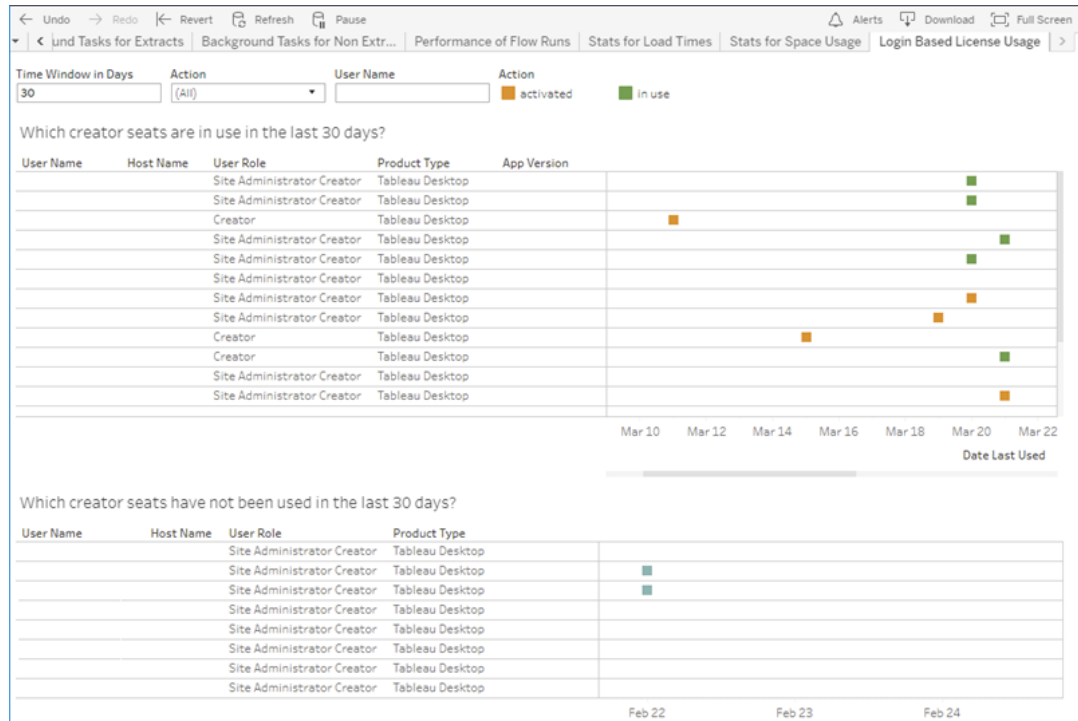 Undo Redo Revert Refresh Pause Alerts Download Full Screen
und Tasks for Extracts Background Tasks for Non Extr... Performance of Flow Runs Stats for Load Times Stats for Space Usage Login Based License Usage
Time Window in Days Action User Name Action
30 (All) activated in use
Which creator seats are in use in the last 30 days?
User Name Host Name User Role Product Type App Version
Site Administrator Creator Tableau Desktop
Site Administrator Creator Tableau Desktop
Creator Tableau Desktop
Site Administrator Creator Tableau Desktop
Site Administrator Creator Tableau Desktop
Site Administrator Creator Tableau Desktop
Site Administrator Creator Tableau Desktop
Site Administrator Creator Tableau Desktop
Creator Tableau Desktop
Creator Tableau Desktop
Site Administrator Creator Tableau Desktop
Site Administrator Creator Tableau Desktop
Mar 10 Mar 12 Mar 14 Mar 16 Mar 18 Mar 20 Mar 22
Date Last Used
Which creator seats have not been used in the last 30 days?
User Name Host Name User Role Product Type
Site Administrator Creator Tableau Desktop
Site Administrator Creator Tableau Desktop
Site Administrator Creator Tableau Desktop
Site Administrator Creator Tableau Desktop
Site Administrator Creator Tableau Desktop
Site Administrator Creator Tableau Desktop
Site Administrator Creator Tableau Desktop
Site Administrator Creator Tableau Desktop
Feb 22 Feb 23 Feb 24